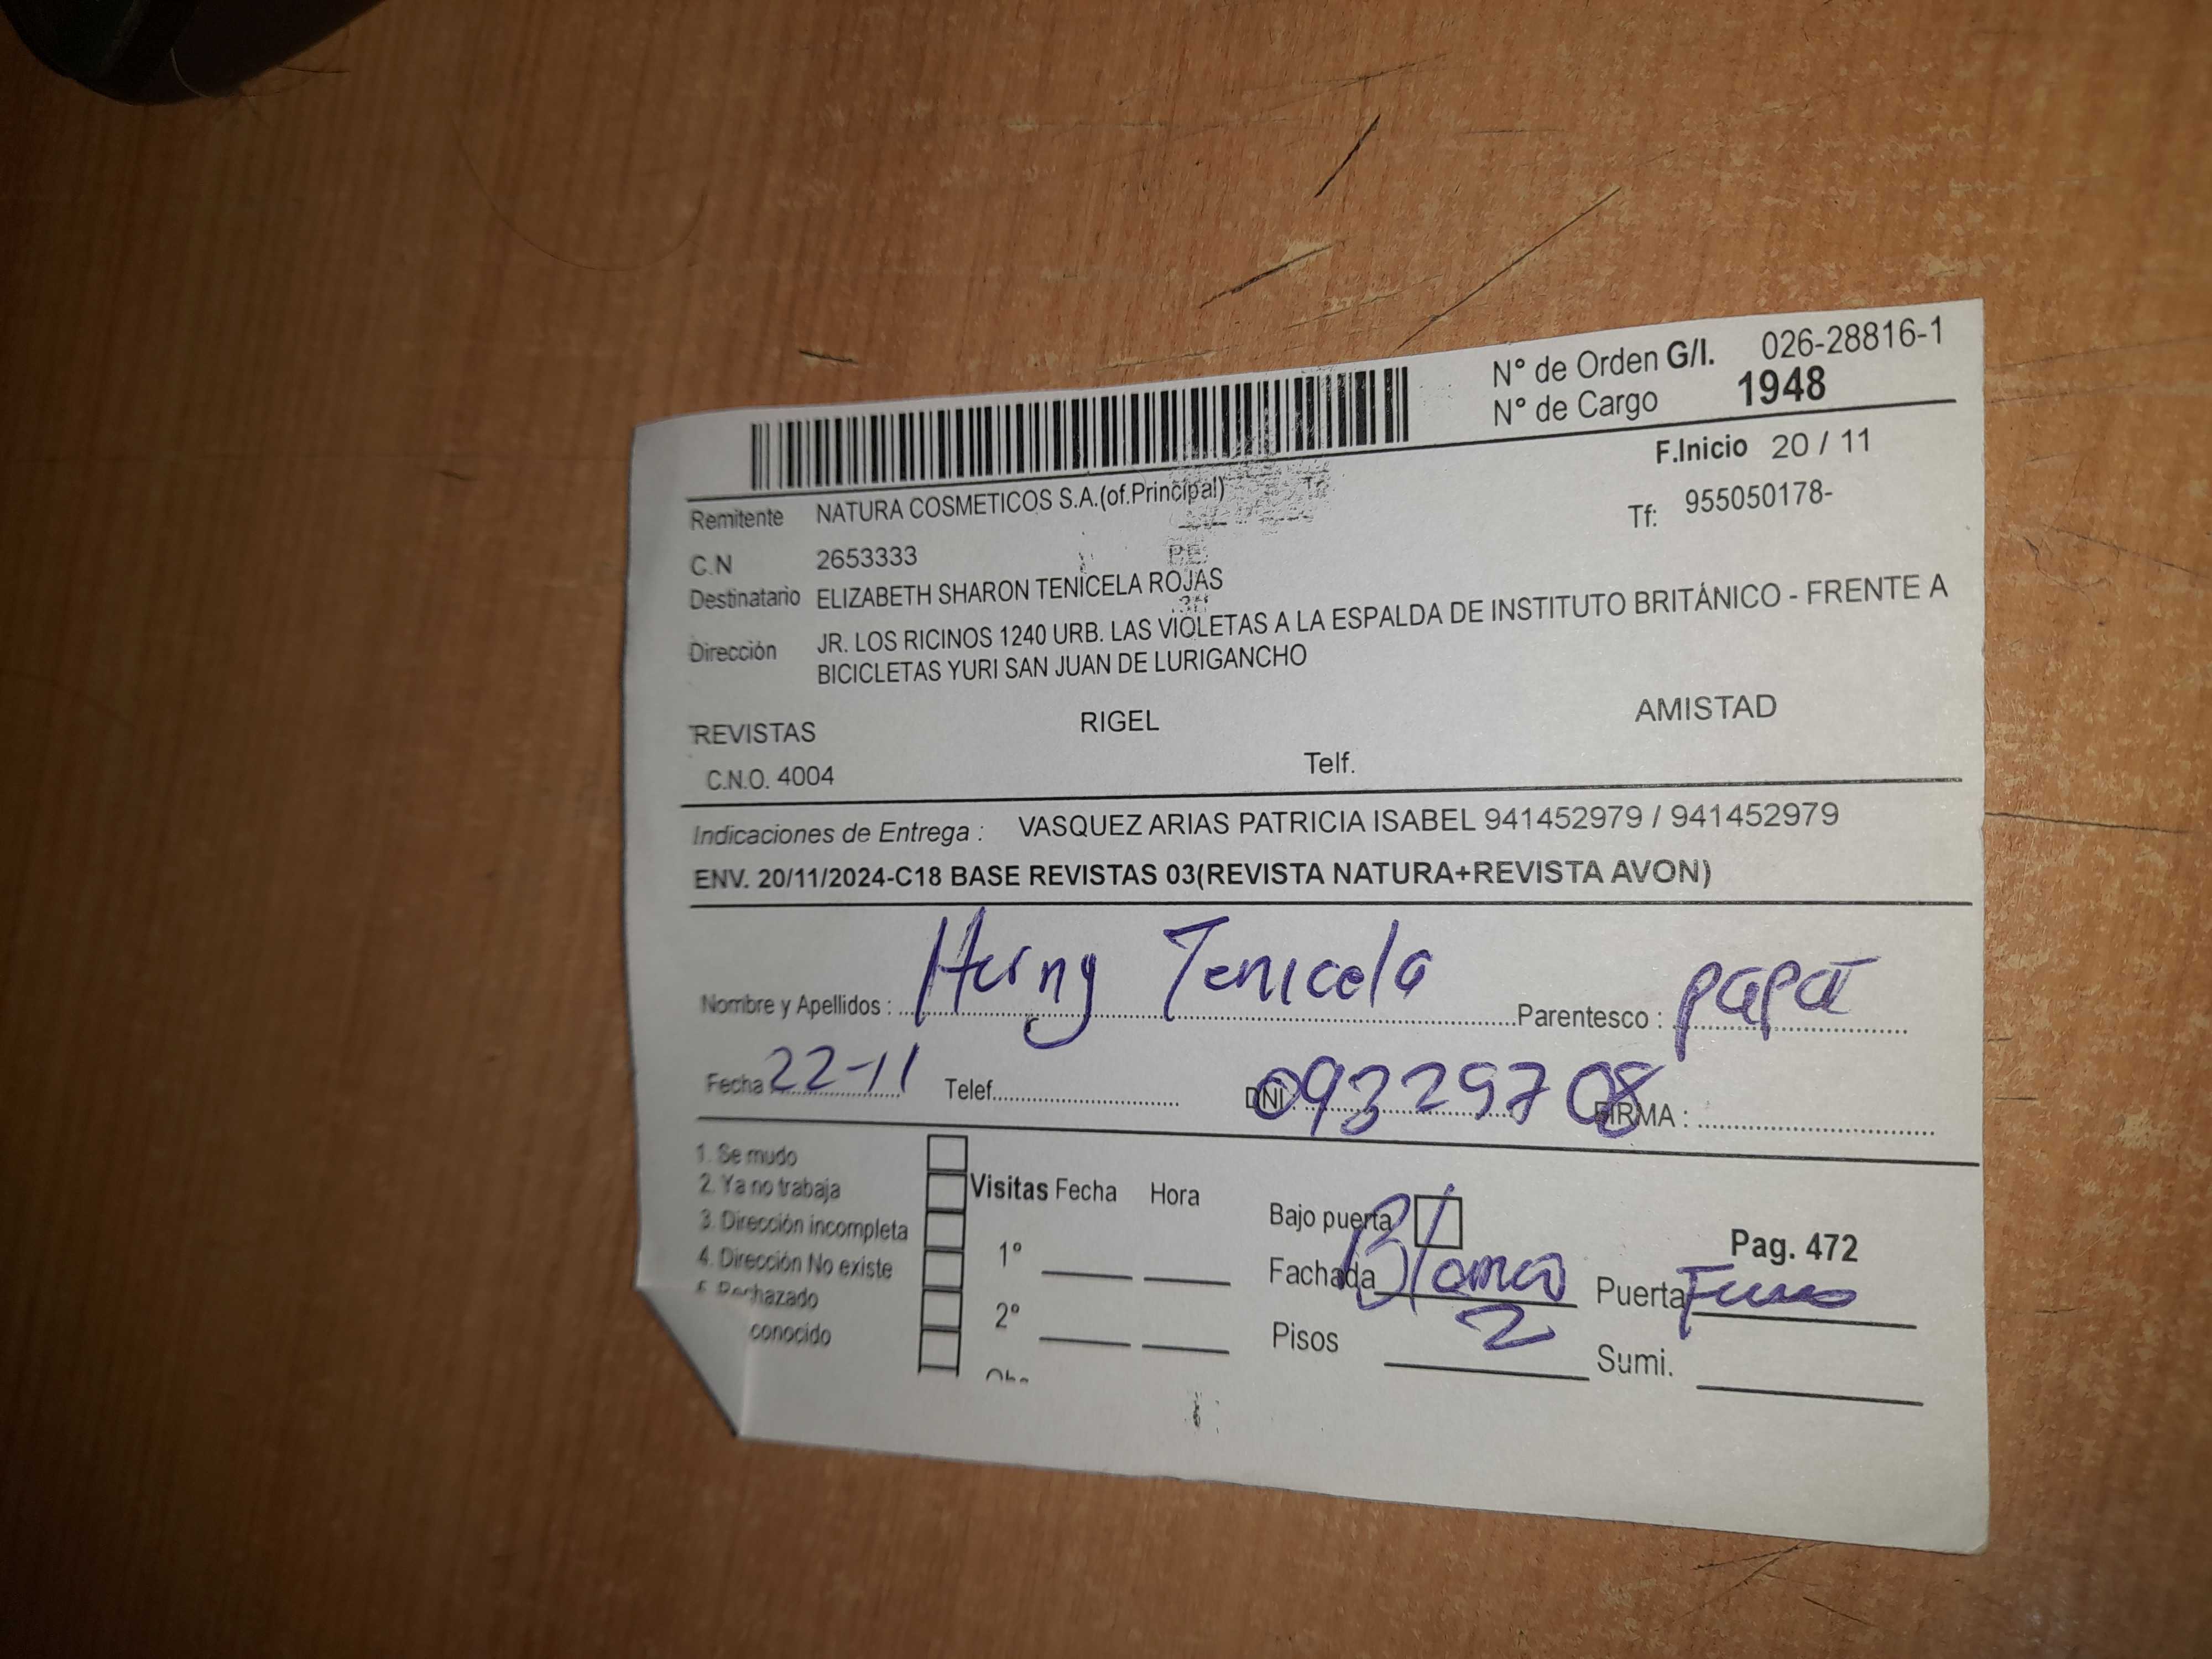 N° de Orden G/I. 026-28816-1
N° de Cargo 1948
F.Inicio 20 / 11
Remitente NATURA COSMETICOS S.A.(of.Principal)
Tf: 955050178-
C.N 2653333
Destinatario ELIZABETH SHARON TENICELA ROJAS
Dirección JR. LOS RICINOS 1240 URB. LAS VIOLETAS A LA ESPALDA DE INSTITUTO BRITÁNICO - FRENTE A
BICICLETAS YURI SAN JUAN DE LURIGANCHO
REVISTAS RIGEL AMISTAD
C.N.O. 4004 Telf.
Indicaciones de Entrega : VASQUEZ ARIAS PATRICIA ISABEL 941452979 / 941452979
ENV. 20/11/2024-C18 BASE REVISTAS 03(REVISTA NATURA+REVISTA AVON)
Nombre y Apellidos : Tenicela Parentesco : papá
Fecha 22-11 Telef. DNI : 09329708 FIRMA :
1. Se mudo
2. Ya no trabaja
3. Dirección incompleta
4. Dirección No existe
Rechazado
conocido
Visitas Fecha Hora
1°
2°
Bajo puerta
Pag. 472
Fachada Blanco Puerta
Pisos 2 Sumi.